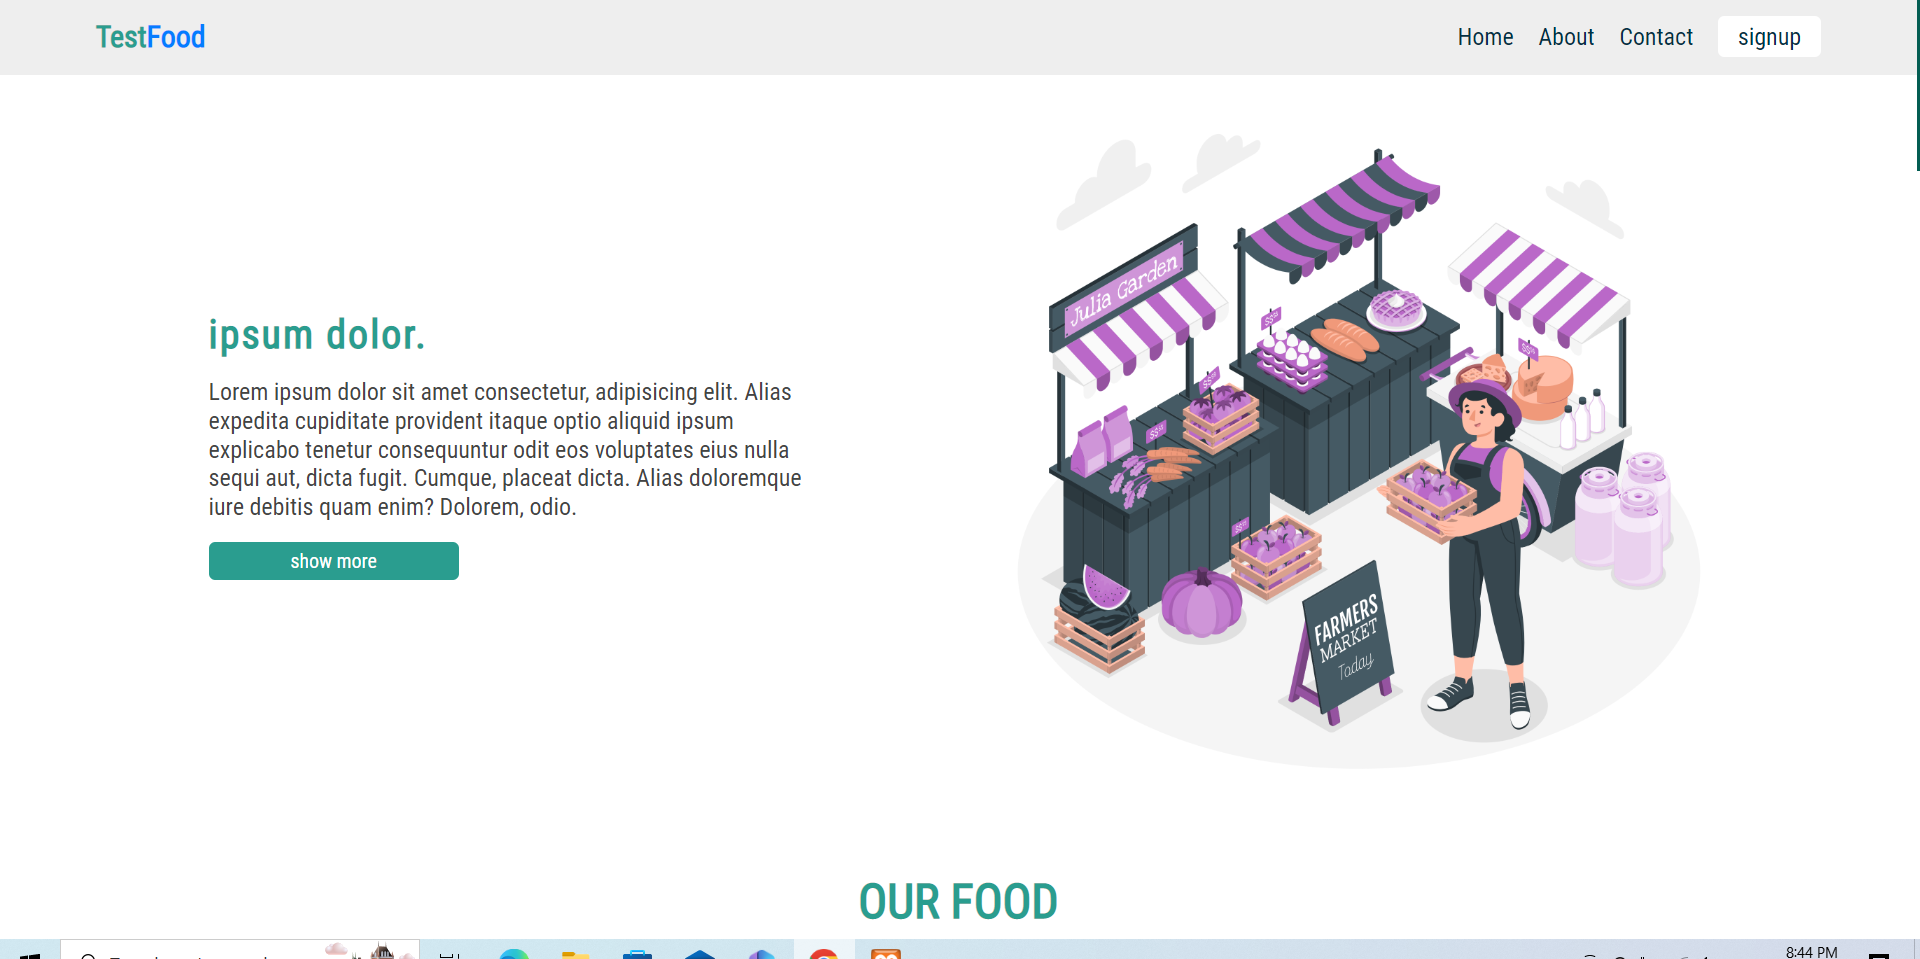 TestFood
Home About Contact signup
Julia Garden
ipsum dolor.
Lorem ipsum dolor sit amet consectetur, adipisicing elit. Alias
expedita cupiditate provident itaque optio aliquid ipsum
explicabo tenetur consequuntur odit eos voluptates eius nulla
sequi aut, dicta fugit. Cumque, placeat dicta. Alias doloremque
iure debitis quam enim? Dolorem, odio.
show more
FARMERS
MARKET
Today
OUR FOOD
8:44 PM